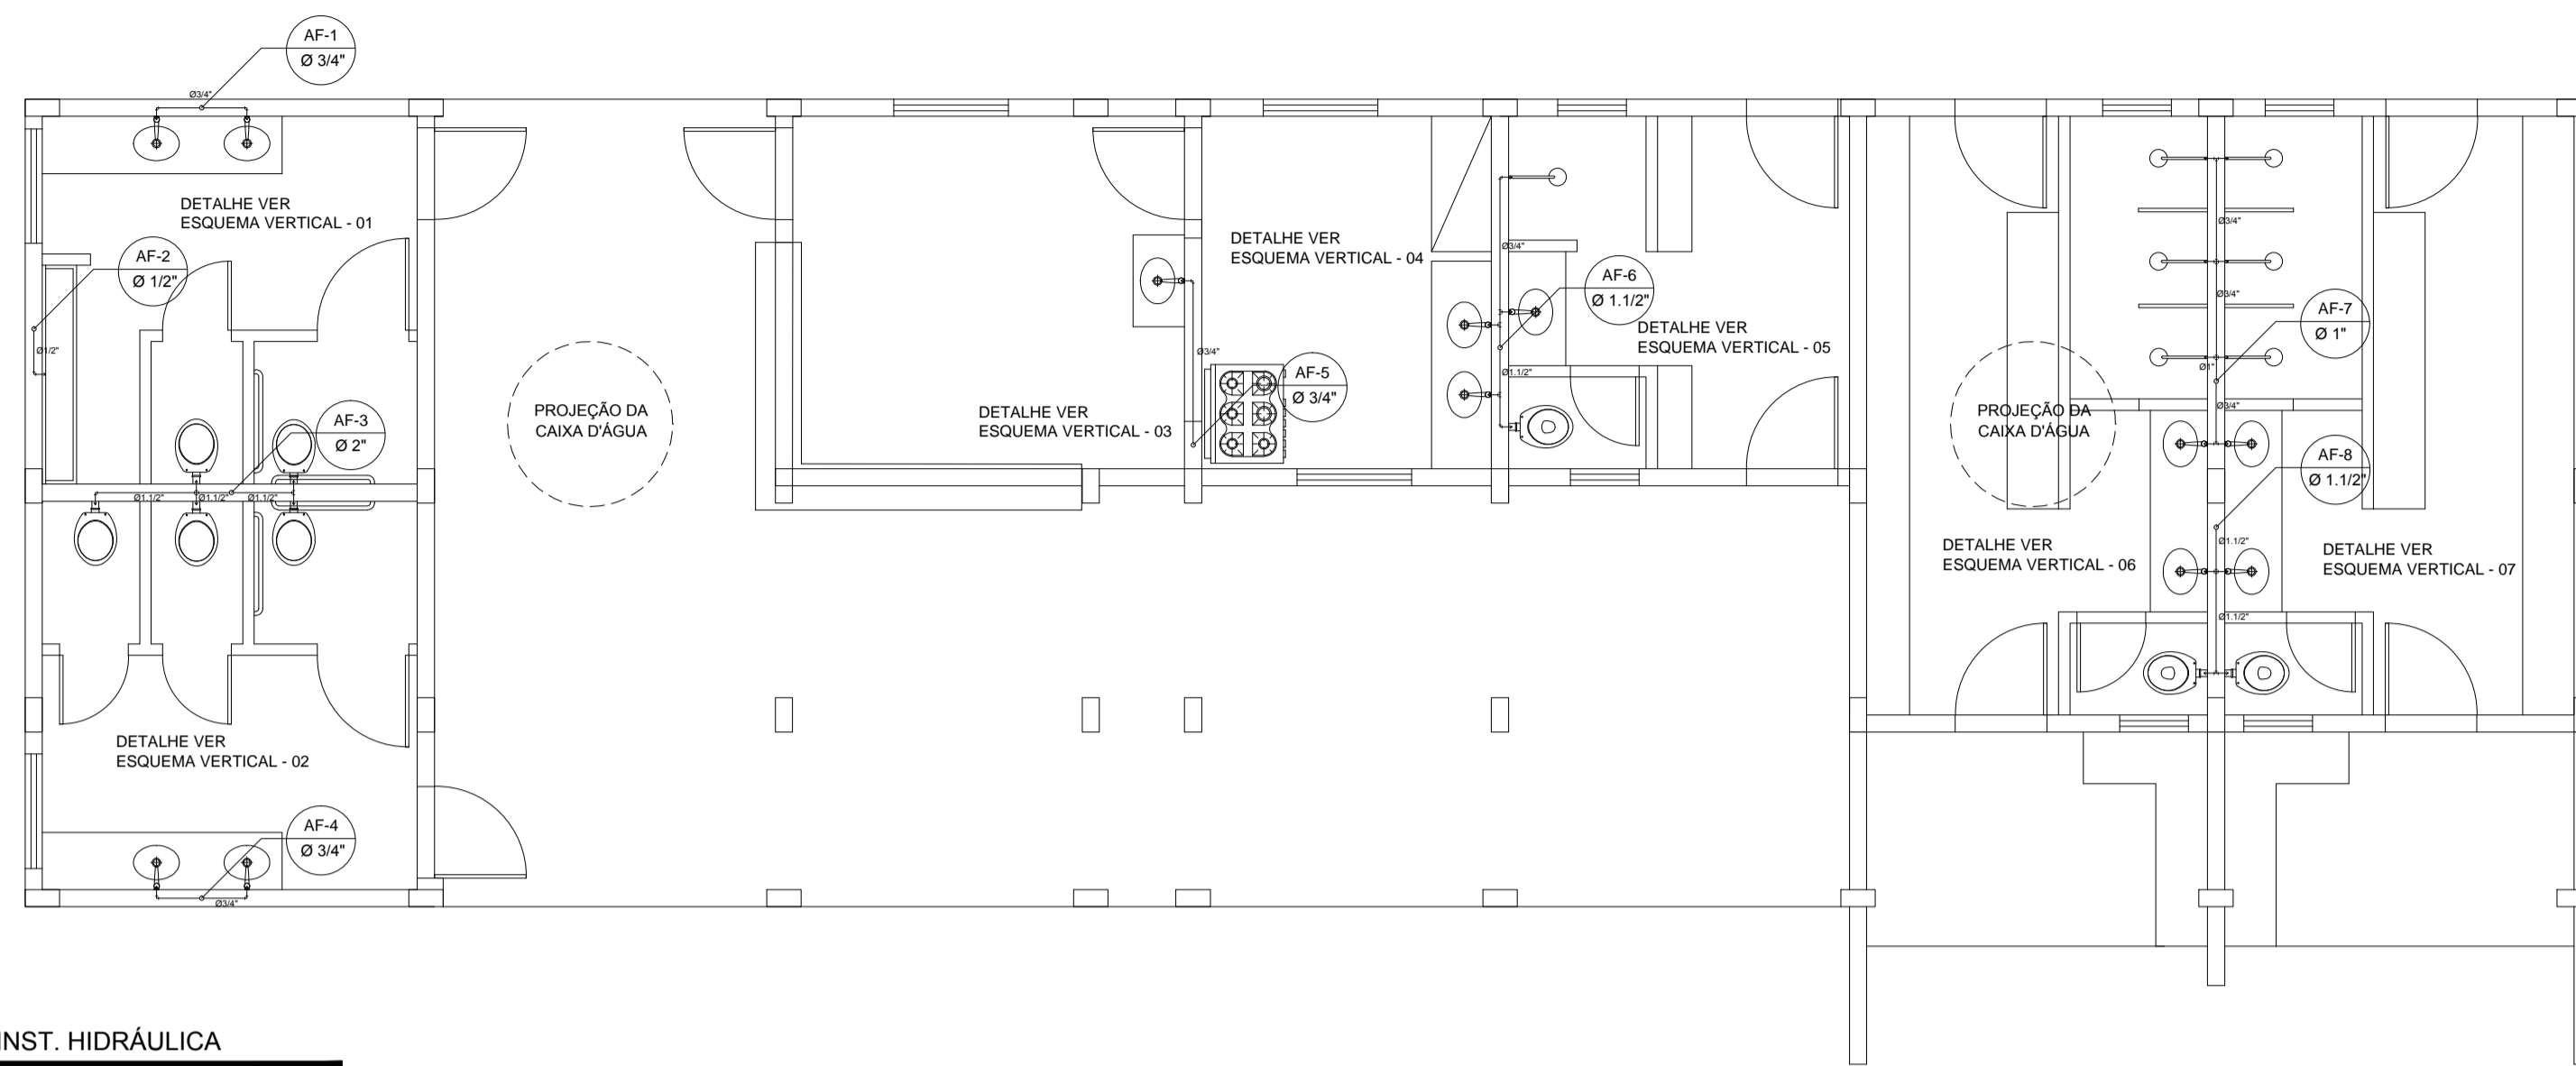 AF-1
Ø 3/4"
Ø3/4"
DETALHE VER
ESQUEMA VERTICAL - 01
AF-2
Ø 1/2"
Ø1/2"
AF-3
Ø 2"
Ø1.1/2"
Ø1.1/2"
Ø1.1/2"
DETALHE VER
ESQUEMA VERTICAL - 02
AF-4
Ø 3/4"
Ø3/4"
PROJEÇÃO DA
CAIXA D'ÁGUA
DETALHE VER
ESQUEMA VERTICAL - 03
Ø3/4"
AF-5
Ø 3/4"
DETALHE VER
ESQUEMA VERTICAL - 04
Ø3/4"
AF-6
Ø 1.1/2"
Ø1.1/2"
DETALHE VER
ESQUEMA VERTICAL - 05
PROJEÇÃO DA
CAIXA D'ÁGUA
DETALHE VER
ESQUEMA VERTICAL - 06
Ø3/4"
Ø3/4"
AF-7
Ø 1"
Ø1"
Ø3/4"
AF-8
Ø 1.1/2"
Ø1.1/2"
Ø1.1/2"
DETALHE VER
ESQUEMA VERTICAL - 07
INST. HIDRÁULICA